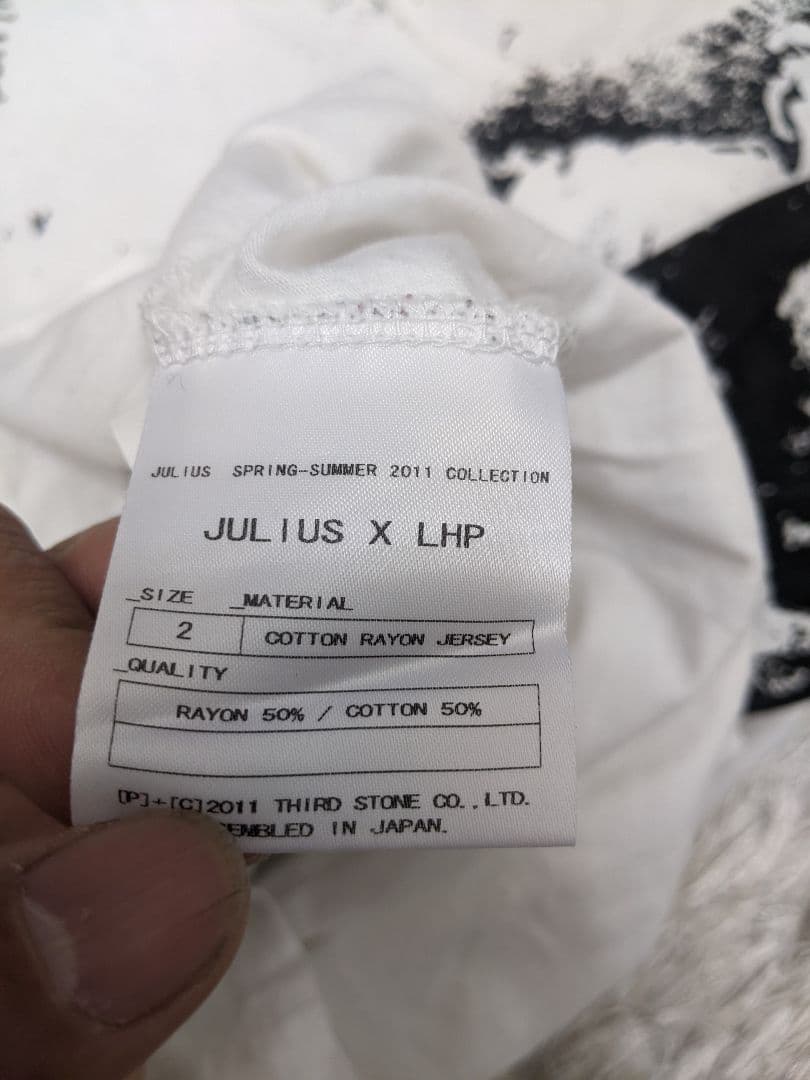 JULIUS SPRING-SUMMER 2011 COLLECTION
JULIUS X LHP
_SIZE _MATERIAL
2 COTTON RAYON JERSEY
_QUALITY
RAYON 50% / COTTON 50%
[P]+[C]2011 THIRD STONE CO.,LTD.
IN JAPAN.